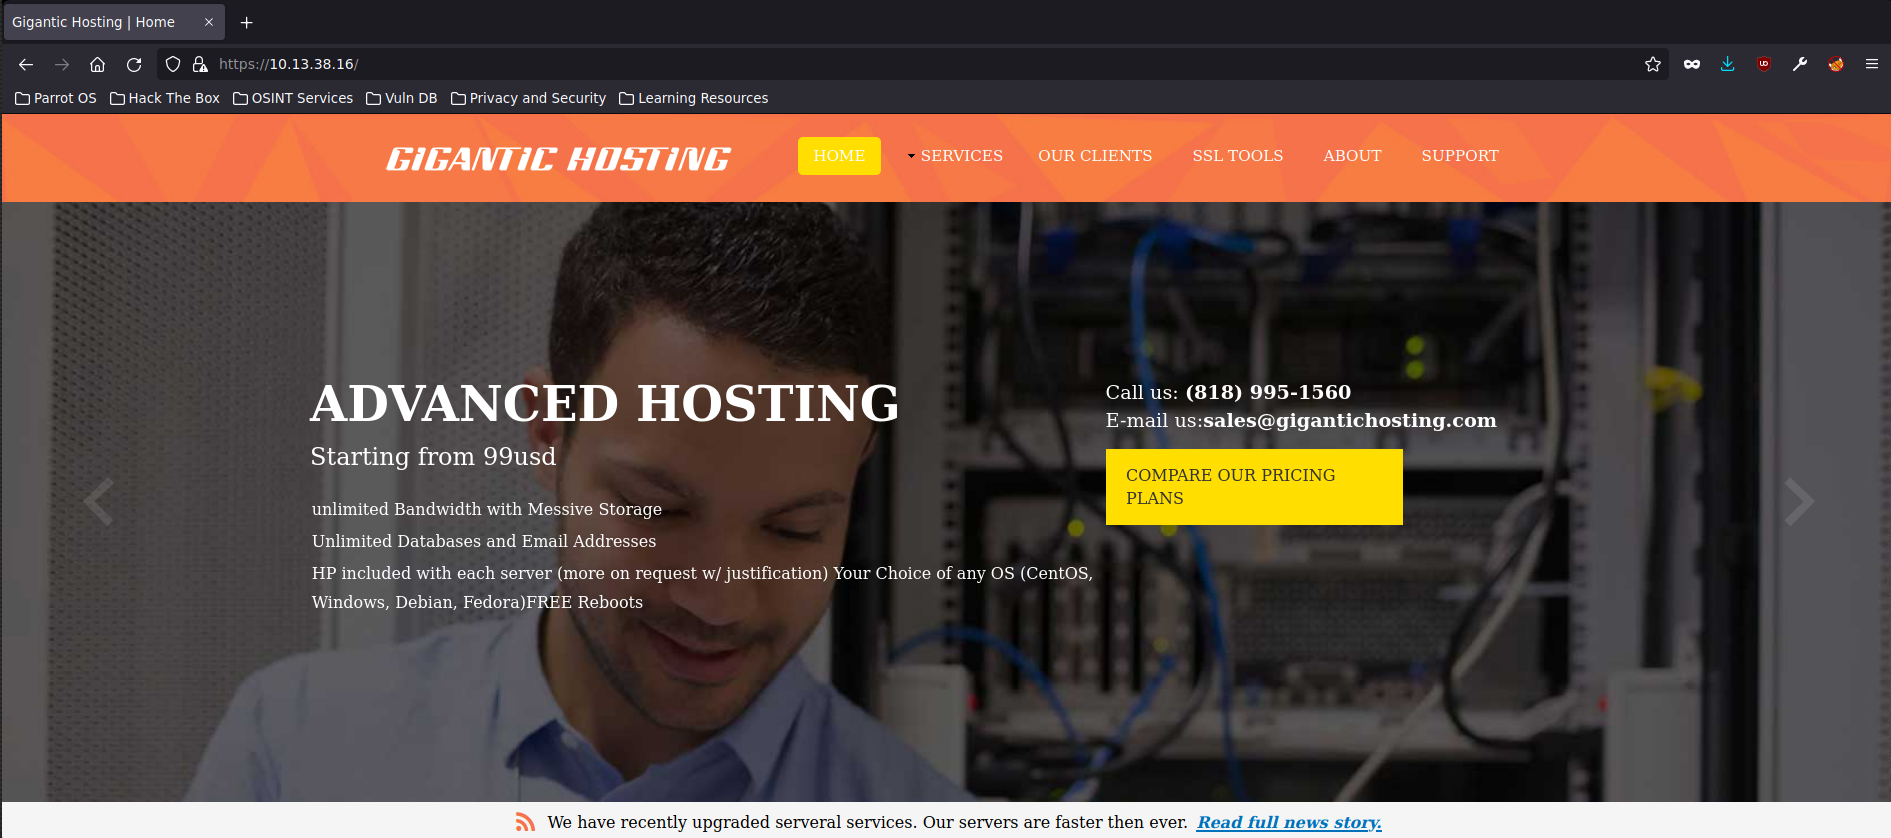 Gigantic Hosting | Home
https://10.13.38.16/
Parrot OS Hack The Box OSINT Services Vuln DB Privacy and Security Learning Resources
GIGANTIC HOSTING HOME SERVICES OUR CLIENTS SSL TOOLS ABOUT SUPPORT
ADVANCED HOSTING
Starting from 99usd
unlimited Bandwidth with Messive Storage
Unlimited Databases and Email Addresses
HP included with each server (more on request w/ justification) Your Choice of any OS (CentOS,
Windows, Debian, Fedora)FREE Reboots
Call us: (818) 995-1560
E-mail us:sales@gigantichosting.com
COMPARE OUR PRICING
PLANS
We have recently upgraded serveral services. Our servers are faster then ever. Read full news story.